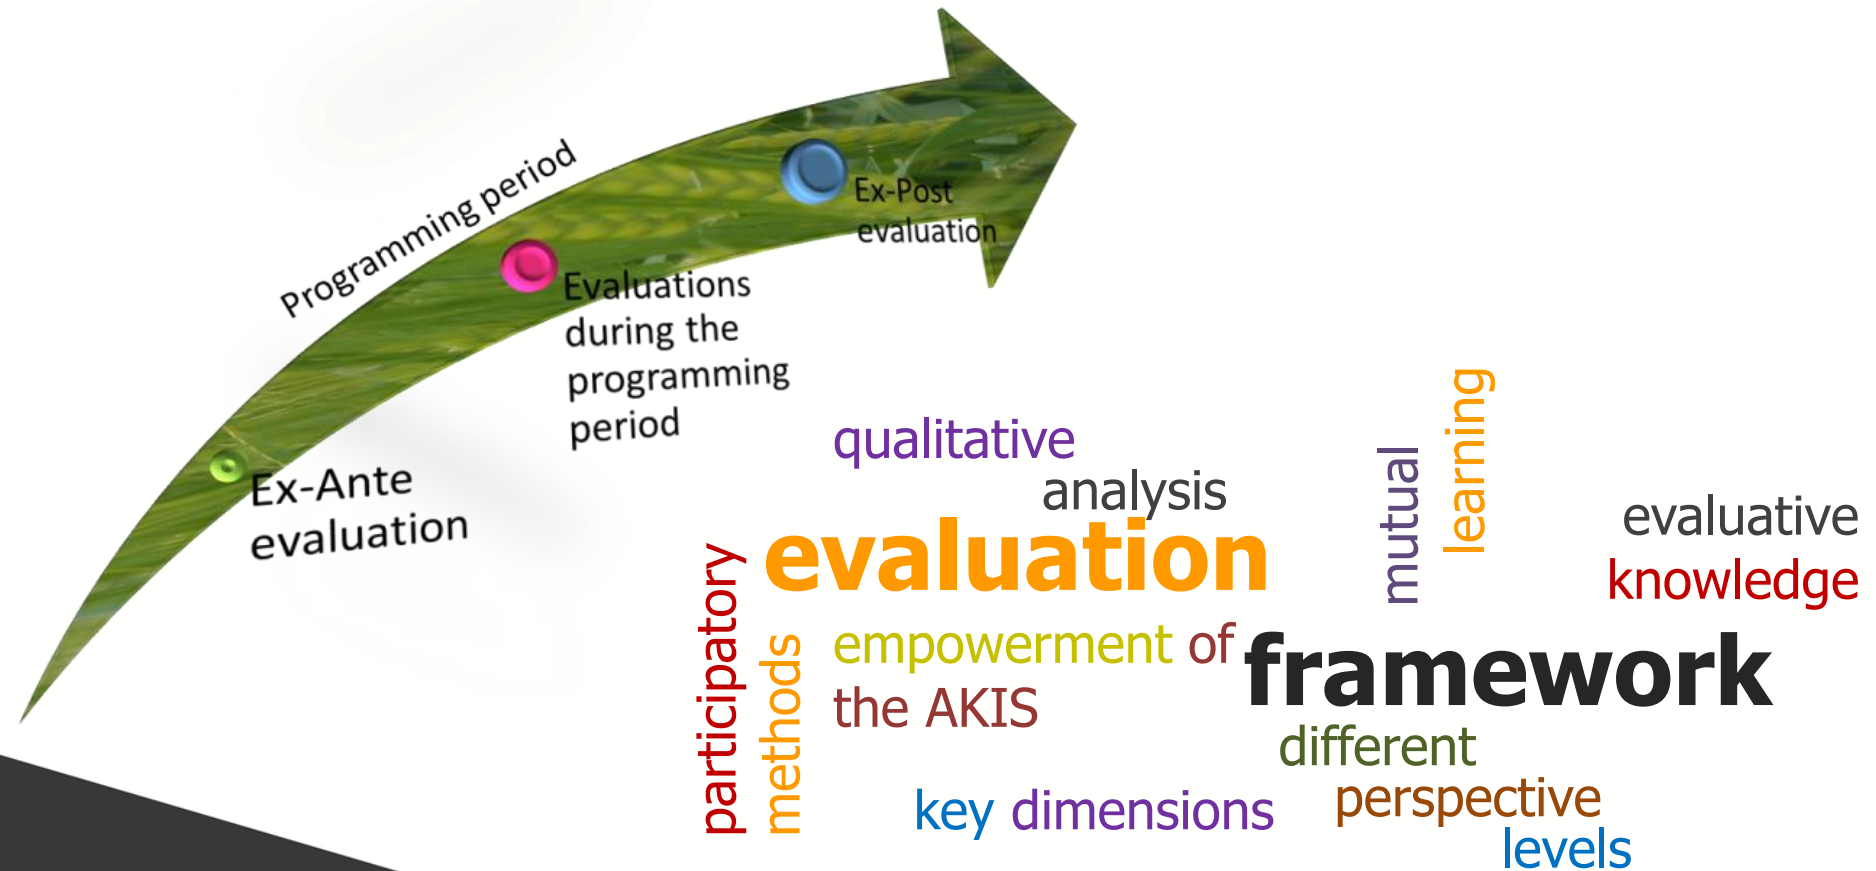 Programming period
Ex-Post
evaluation
Evaluations
during the
programming
period
Ex-Ante
evaluation
qualitative
analysis
evaluation
participatory
methods
empowerment of
the AKIS
key dimensions
mutual
learning
evaluative
knowledge
framework
different
perspective
levels